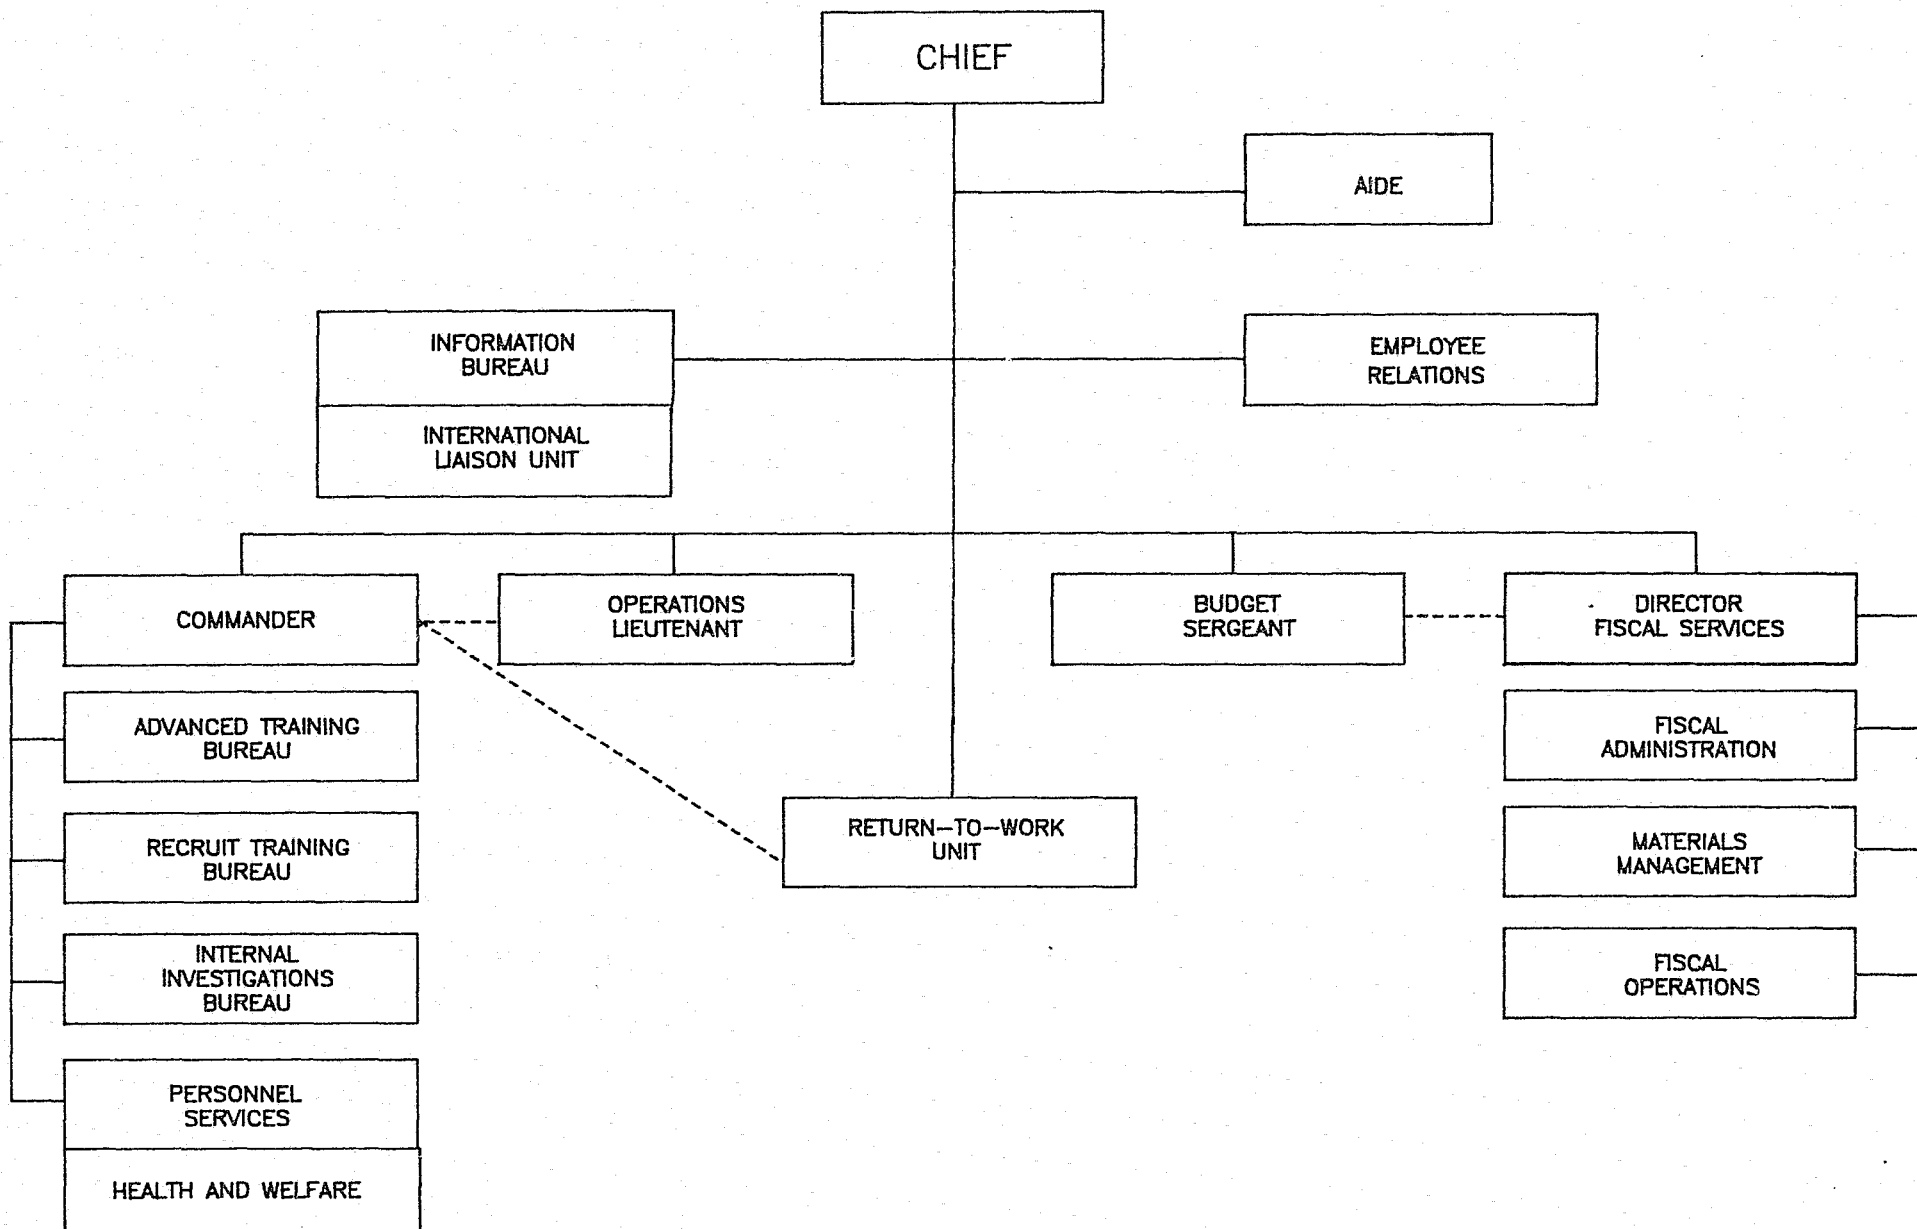 CHIEF
AIDE
INFORMATION
BUREAU
EMPLOYEE
RELATIONS
INTERNATIONAL
LIAISON UNIT
COMMANDER
OPERATIONS
LIEUTENANT
BUDGET
SERGEANT
DIRECTOR
FISCAL SERVICES
ADVANCED TRAINING
BUREAU
FISCAL
ADMINISTRATION
RECRUIT TRAINING
BUREAU
RETURN-TO-WORK
UNIT
MATERIALS
MANAGEMENT
INTERNAL
INVESTIGATIONS
BUREAU
FISCAL
OPERATIONS
PERSONNEL
SERVICES
HEALTH AND WELFARE